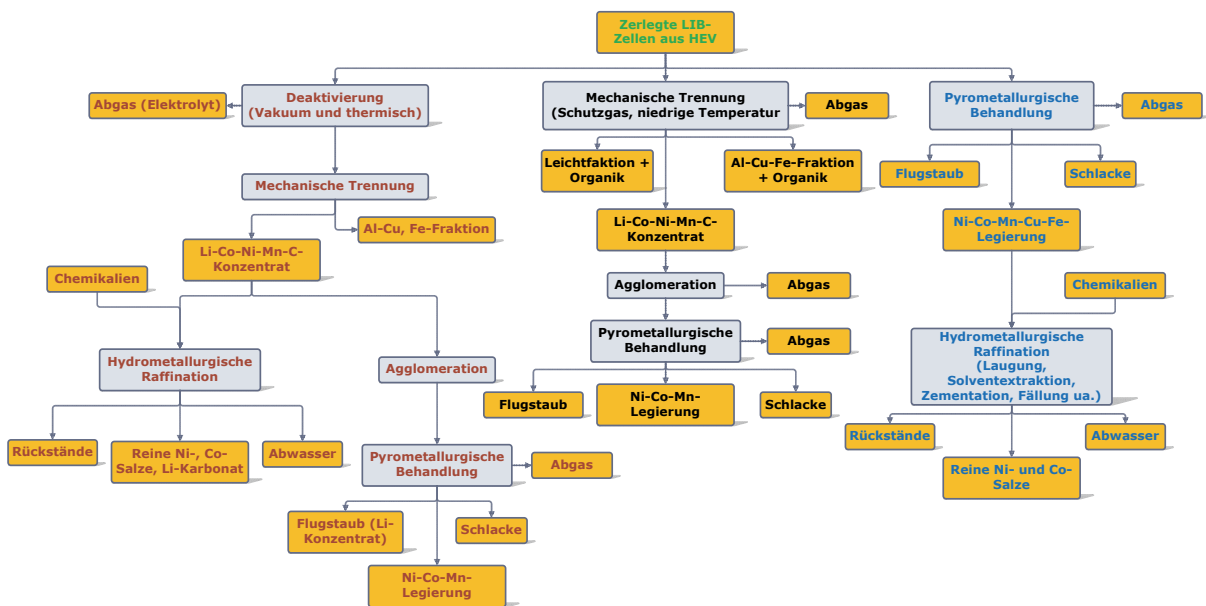 Zerlegte LIB-
Zellen aus HEV
Abgas (Elektrolyt)
Deaktivierung
(Vakuum und thermisch)
Mechanische Trennung
Al-Cu, Fe-Fraktion
Li-Co-Ni-Mn-C-
Konzentrat
Chemikalien
Hydrometallurgische
Raffination
Rückstände
Reine Ni-, Co-
Salze, Li-Karbonat
Abwasser
Agglomeration
Pyrometallurgische
Behandlung
Abgas
Flugstaub (Li-
Konzentrat)
Schlacke
Ni-Co-Mn-
Legierung
Mechanische Trennung
(Schutzgas, niedrige Temperatur
Abgas
Leichtfaktion +
Organik
Al-Cu-Fe-Fraktion
+ Organik
Li-Co-Ni-Mn-C-
Konzentrat
Agglomeration
Abgas
Pyrometallurgische
Behandlung
Abgas
Flugstaub
Ni-Co-Mn-
Legierung
Schlacke
Pyrometallurgische
Behandlung
Abgas
Flugstaub
Schlacke
Ni-Co-Mn-Cu-Fe-
Legierung
Chemikalien
Hydrometallurgische
Raffination
(Laugung,
Solventextraktion,
Zementation, Fällung ua.)
Rückstände
Abwasser
Reine Ni- und Co-
Salze